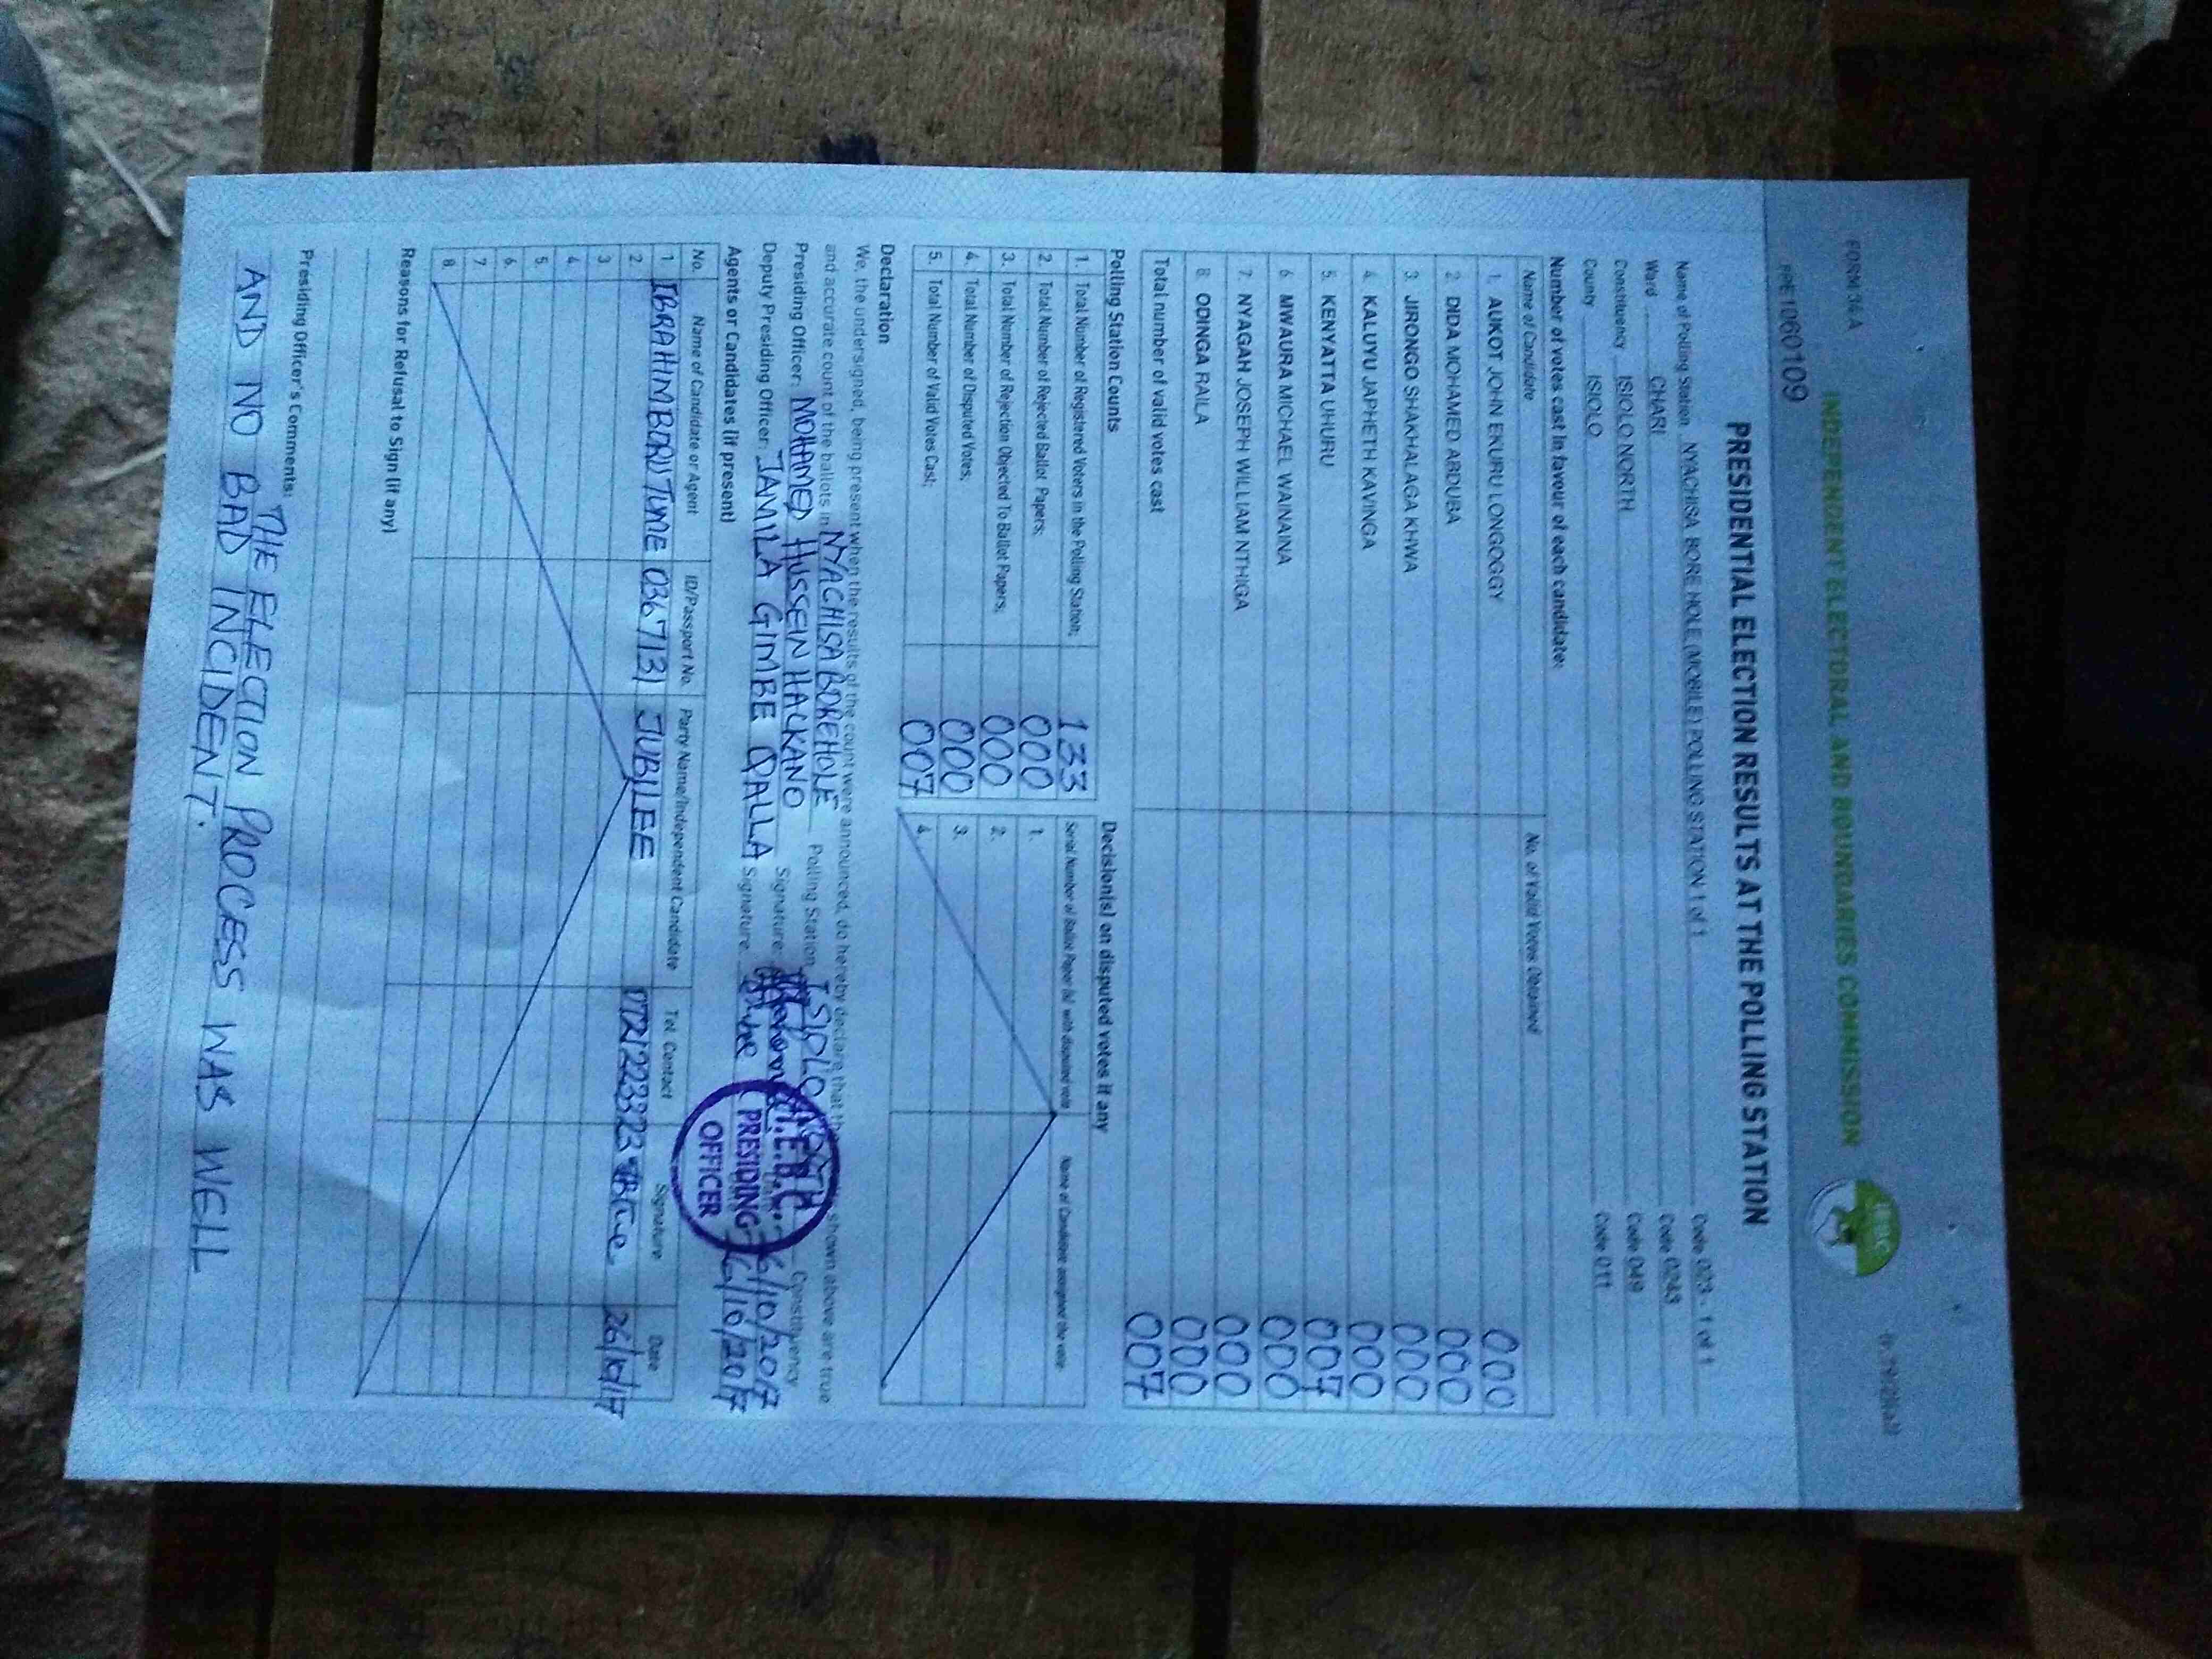 FORM 34 A
INDEPENDENT ELECTORAL AND BOUNDARIES COMMISSION
IEBC
PPE1060109
PRESIDENTIAL ELECTION RESULTS AT THE POLLING STATION
Name of Polling Station NYACHISA BORE HOLE (MOBILE) POLLING STATION 1 of 1 Code 023 - 1 of 1
Ward CHARI Code 0243
Constituency ISIOLO NORTH Code 049
County ISIOLO Code 011
Number of votes cast in favour of each candidate:
Name of Candidate No. of Valid Votes Obtained
1. AUKOT JOHN EKURU LONGOGGY 000
2. DIDA MOHAMED ABDUBA 000
3. JIRONGO SHAKHALAGA KHWA 000
4. KALUYU JAPHETH KAVINGA 000
5. KENYATTA UHURU 007
6. MWAURA MICHAEL WAINAINA 000
7. NYAGAH JOSEPH WILLIAM NTHIGA 000
8. ODINGA RAILA 000
Total number of valid votes cast 007
Polling Station Counts Decision(s) on disputed votes if any
1. Total Number of Registered Voters in the Polling Station; 133 Serial Number of Ballot Paper (s) with disputed vote Name of Candidate assigned the vote
2. Total Number of Rejected Ballot Papers; 000 1.
3. Total Number of Rejection Objected To Ballot Papers; 000 2.
4. Total Number of Disputed Votes; 000 3.
5. Total Number of Valid Votes Cast; 007 4.
Declaration
We, the undersigned, being present when the results of the count were announced, do hereby declare that the shown above are true
and accurate count of the ballots in NYACHISA BOREHOLE Polling Station ISIOLO NORTH Constituency
Presiding Officer: MOHAMED HUSSEIN HALKANO Signature 26/10/2017
Deputy Presiding Officer: JAMILA GIMBE QALLA Signature 26/10/2017
I.E.B.C
PRESIDING
OFFICER
Agents or Candidates (if present)
No. Name of Candidate or Agent ID/Passport No. Party Name/Independent Candidate Tel. Contact Signature Date
1 IBRAHIM BORU TUME 0367131 JUBILEE 0721223323 26/10/17
2.
3
4.
5.
6.
7
8.
Reasons for Refusal to Sign (if any)
Presiding Officer's Comments: THE ELECTION PROCESS WAS WELL
AND NO BAD INCIDENT.